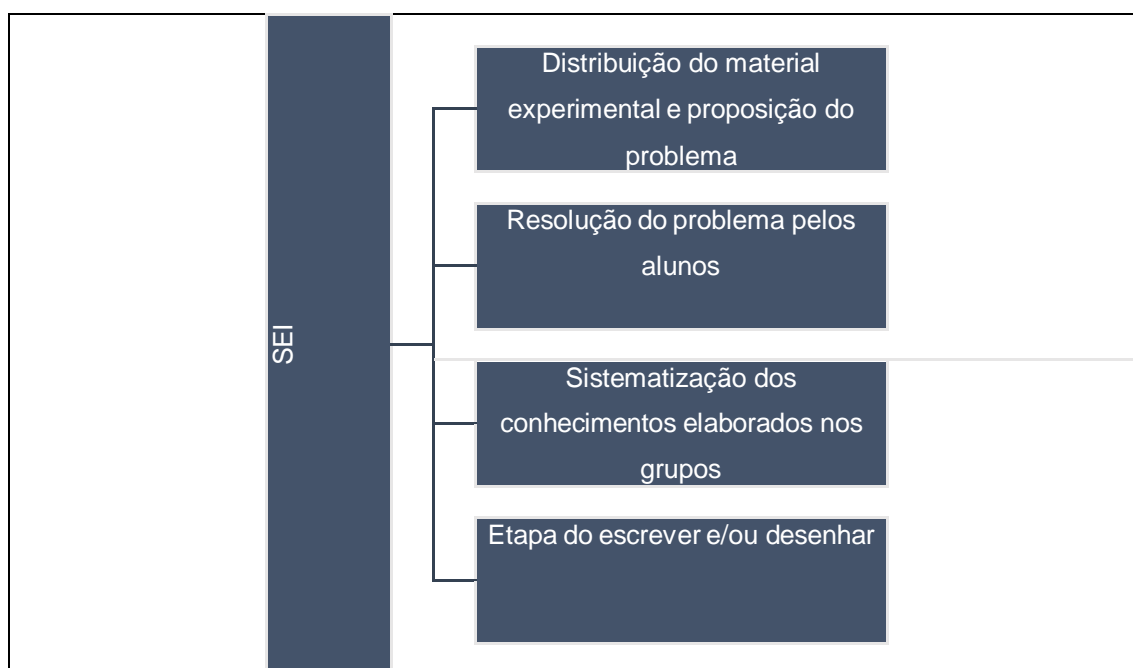 SEI
Distribuição do material
experimental e proposição do
problema
Resolução do problema pelos
alunos
Sistematização dos
conhecimentos elaborados nos
grupos
Etapa do escrever e/ou desenhar